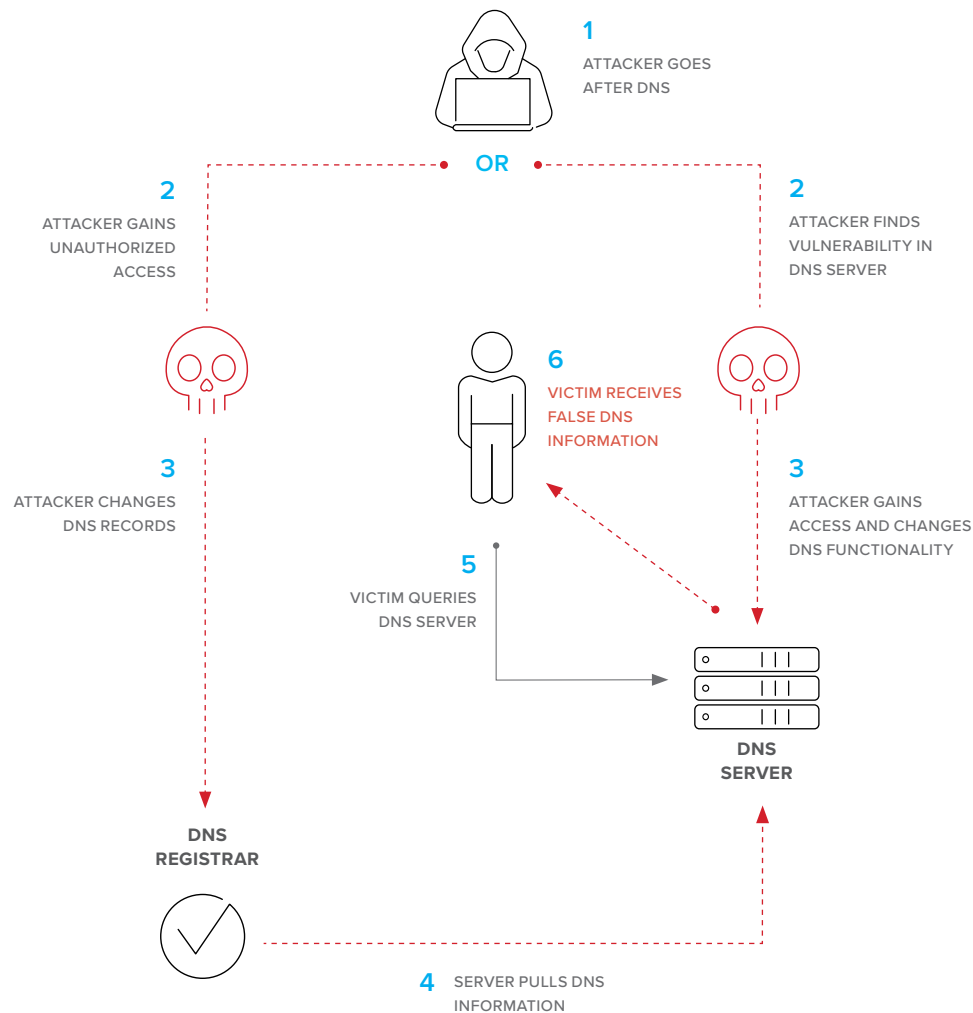 1
ATTACKER GOES
AFTER DNS
OR
2
ATTACKER GAINS
UNAUTHORIZED
ACCESS
2
ATTACKER FINDS
VULNERABILITY IN
DNS SERVER
6
VICTIM RECEIVES
FALSE DNS
INFORMATION
3
ATTACKER CHANGES
DNS RECORDS
3
ATTACKER GAINS
ACCESS AND CHANGES
DNS FUNCTIONALITY
5
VICTIM QUERIES
DNS SERVER
DNS
SERVER
DNS
REGISTRAR
4
SERVER PULLS DNS
INFORMATION